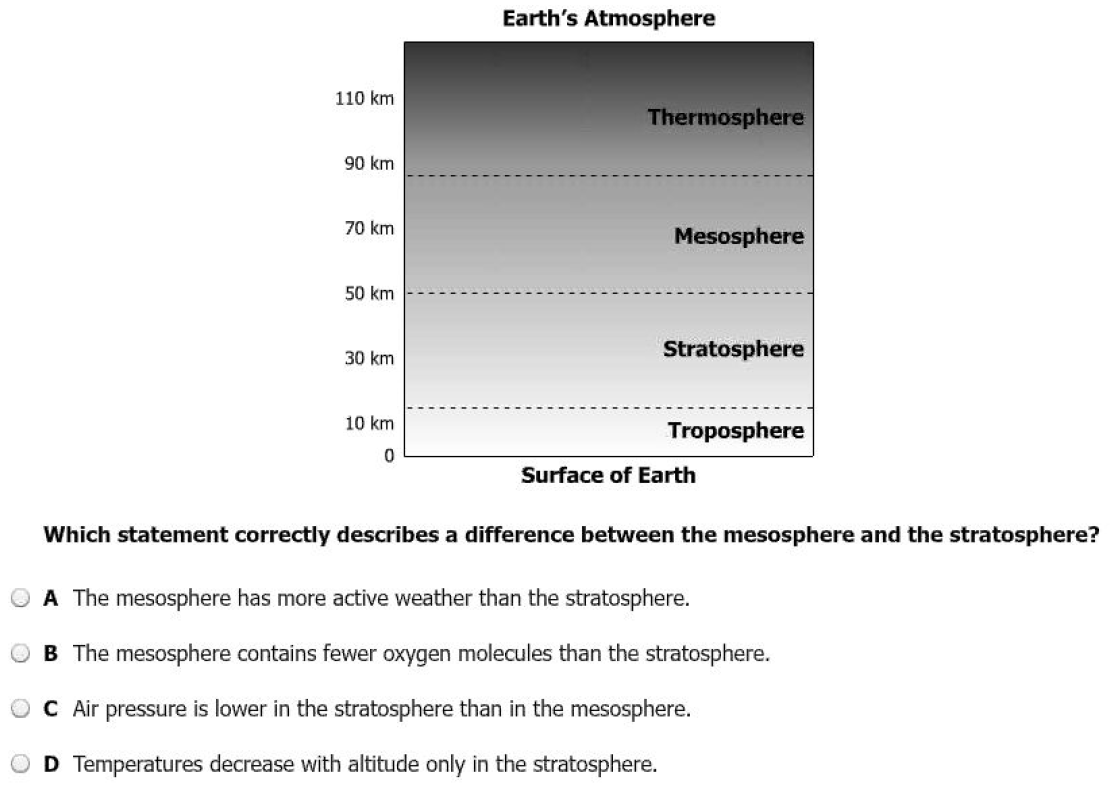 Earth's Atmosphere
110 km
Thermosphere
90 km
70 km
Mesosphere
50 km
30 km
Stratosphere
10 km
Troposphere
0
Surface of Earth
Which statement correctly describes a difference between the mesosphere and the stratosphere?
A The mesosphere has more active weather than the stratosphere.
B The mesosphere contains fewer oxygen molecules than the stratosphere.
C Air pressure is lower in the stratosphere than in the mesosphere.
D Temperatures decrease with altitude only in the stratosphere.